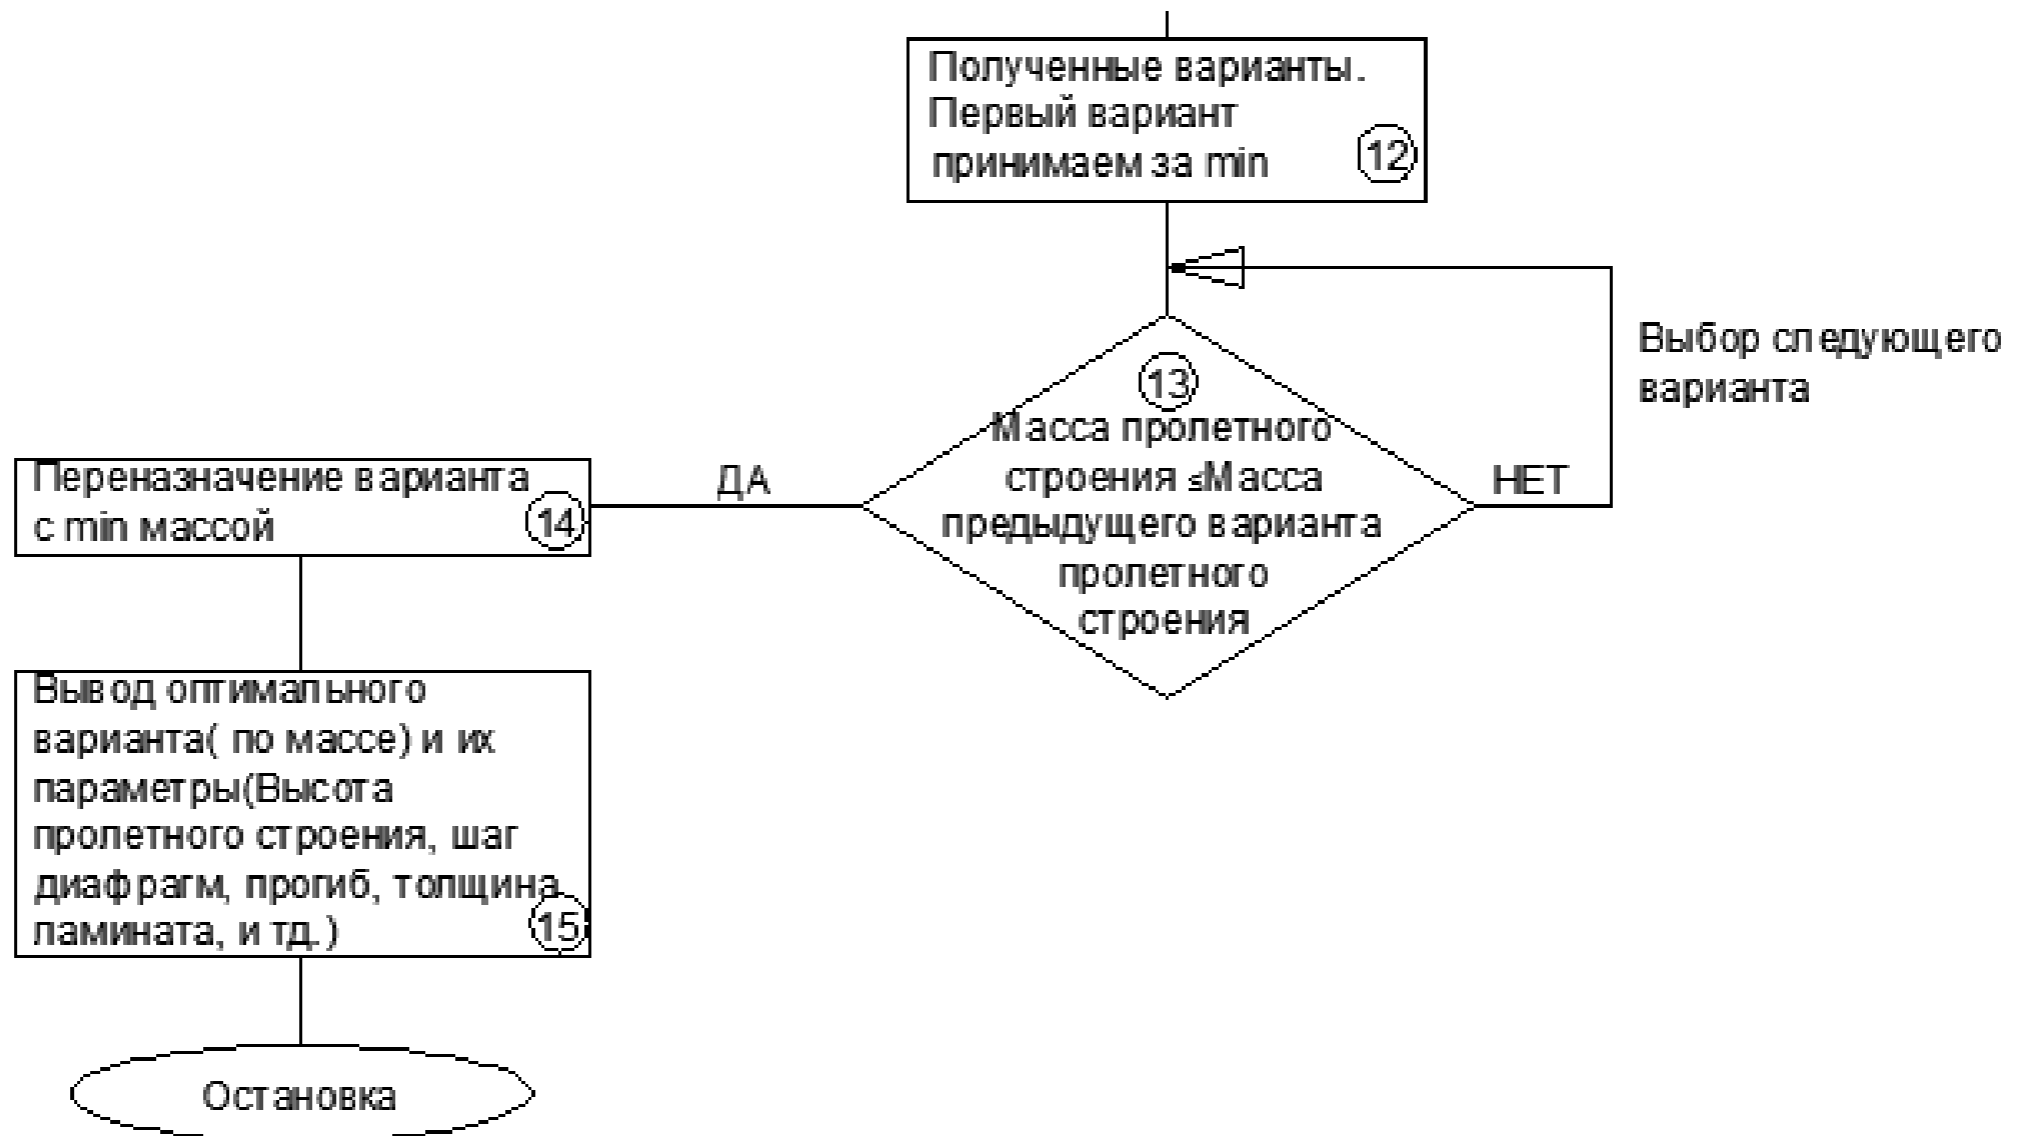 Полученные варианты.
Первый вариант
принимаем за min
12
Выбор следующего
варианта
13
Масса пролетного
строения ≤Масса
предыдущего варианта
пролетного
строения
ДА
НЕТ
Переназначение варианта
с min массой
14
Вывод оптимального
варианта( по массе) и их
параметры(Высота
пролетного строения, шаг
диафрагм, прогиб, толщина
ламината, и тд.)
15
Остановка